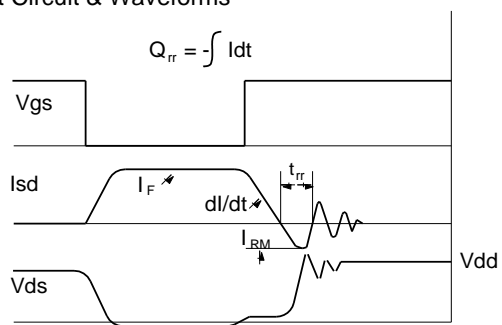 t Circuit & Waveforms
Qrr = -∫ Idt
Vgs
Isd
IF
dI/dt
trr
IRM
Vdd
Vds